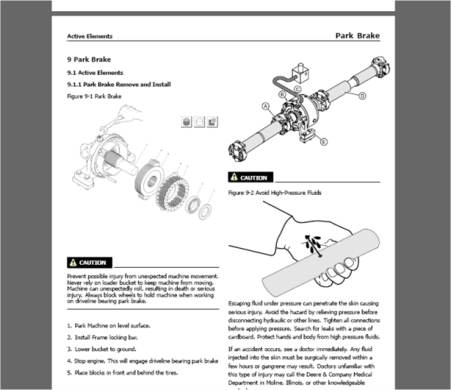 Active Elements
Park Brake
9 Park Brake
9.1 Active Elements
9.1.1 Park Brake Remove and Install
Figure 9-1 Park Brake
CAUTION
Prevent possible injury from unexpected machine movement.
Never rely on loader bucket to keep machine from moving.
Machine can unexpectedly roll, resulting in death or serious
injury. Always block wheels to hold machine when working
on driveline bearing park brake.
1. Park Machine on level surface.
2. Install Frame locking bar.
3. Lower bucket to ground.
4. Stop engine. This will engage driveline bearing park brake
5. Place blocks in front and behind the tires.
A
B
C
D
E
CAUTION
Figure 9-2 Avoid High-Pressure Fluids
Escaping fluid under pressure can penetrate the skin causing
serious injury. Avoid the hazard by relieving pressure before
disconnecting hydraulic or other lines. Tighten all connections
before applying pressure. Search for leaks with a piece of
cardboard. Protect hands and body from high pressure fluids.
If an accident occurs, see a doctor immediately. Any fluid
injected into the skin must be surgically removed within a
few hours or gangrene may result. Doctors unfamiliar with
this type of injury may call the Deere & Company Medical
Department in Moline, Illinois, or other knowledgeable